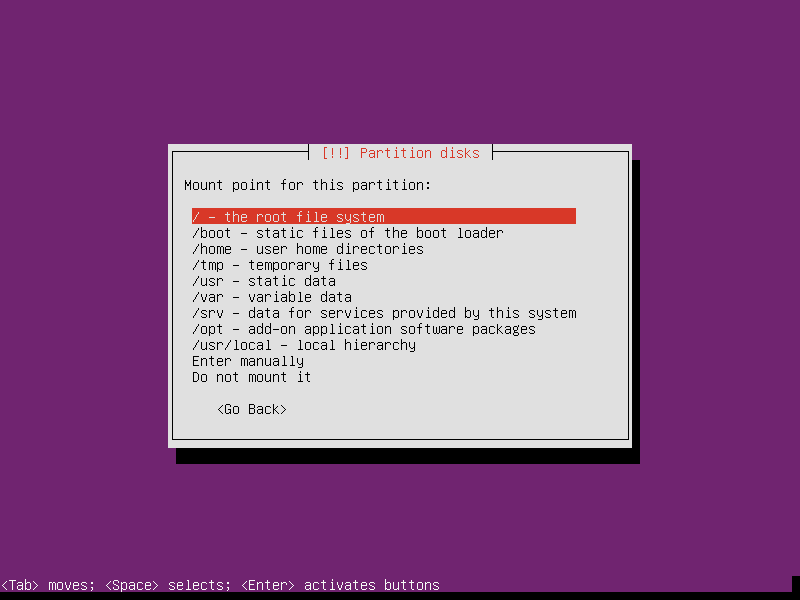 [!!] Partition disks
Mount point for this partition:
/ - the root file system
/boot - static files of the boot loader
/home - user home directories
/tmp - temporary files
/usr - static data
/var - variable data
/srv - data for services provided by this system
/opt - add-on application software packages
/usr/local - local hierarchy
Enter manually
Do not mount it
<Go Back>
<Tab> moves; <Space> selects; <Enter> activates buttons